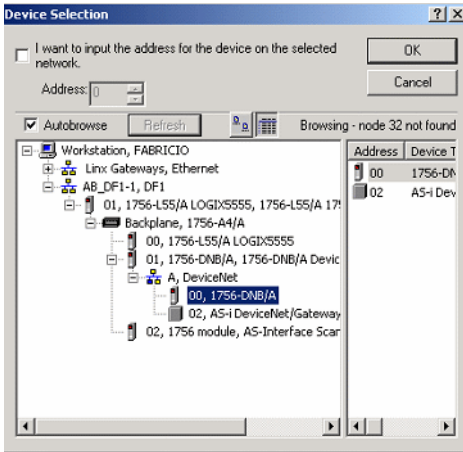 Device Selection
I want to input the address for the device on the selected
network.
OK
Address: 0
Cancel
Autobrowse
Refresh
Browsing - node 32 not found
Workstation, FABRICIO
Linx Gateways, Ethernet
AB_DF1-1, DF1
01, 1756-L55/A LOGIX5555, 1756-L55/A 175
Backplane, 1756-A4/A
00, 1756-L55/A LOGIX5555
01, 1756-DNB/A, 1756-DNB/A Devic
A, DeviceNet
00, 1756-DNB/A
02, AS-i DeviceNet/Gateway
02, 1756 module, AS-Interface Scar
Address Device T
00 1756-DN
02 AS-i Dev